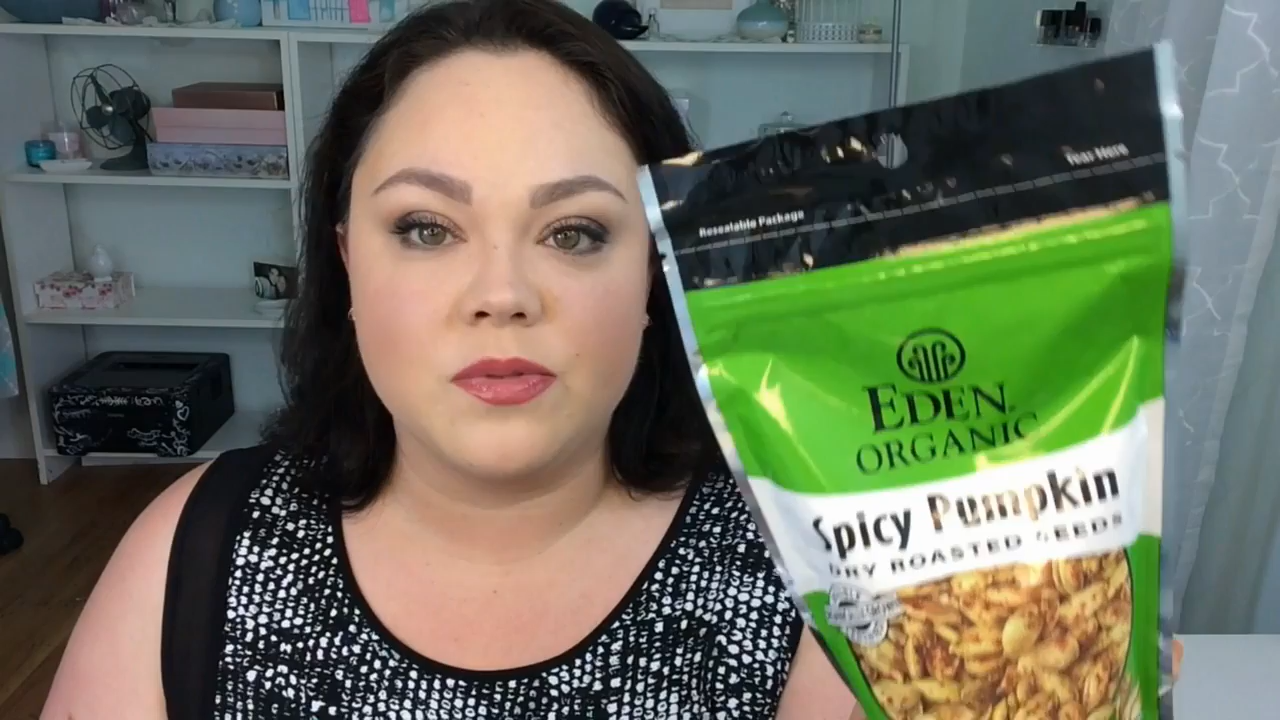 Tear Here
Resealable Package
EDEN
ORGANIC
Spicy Pumpkin
DRY ROASTED SEEDS